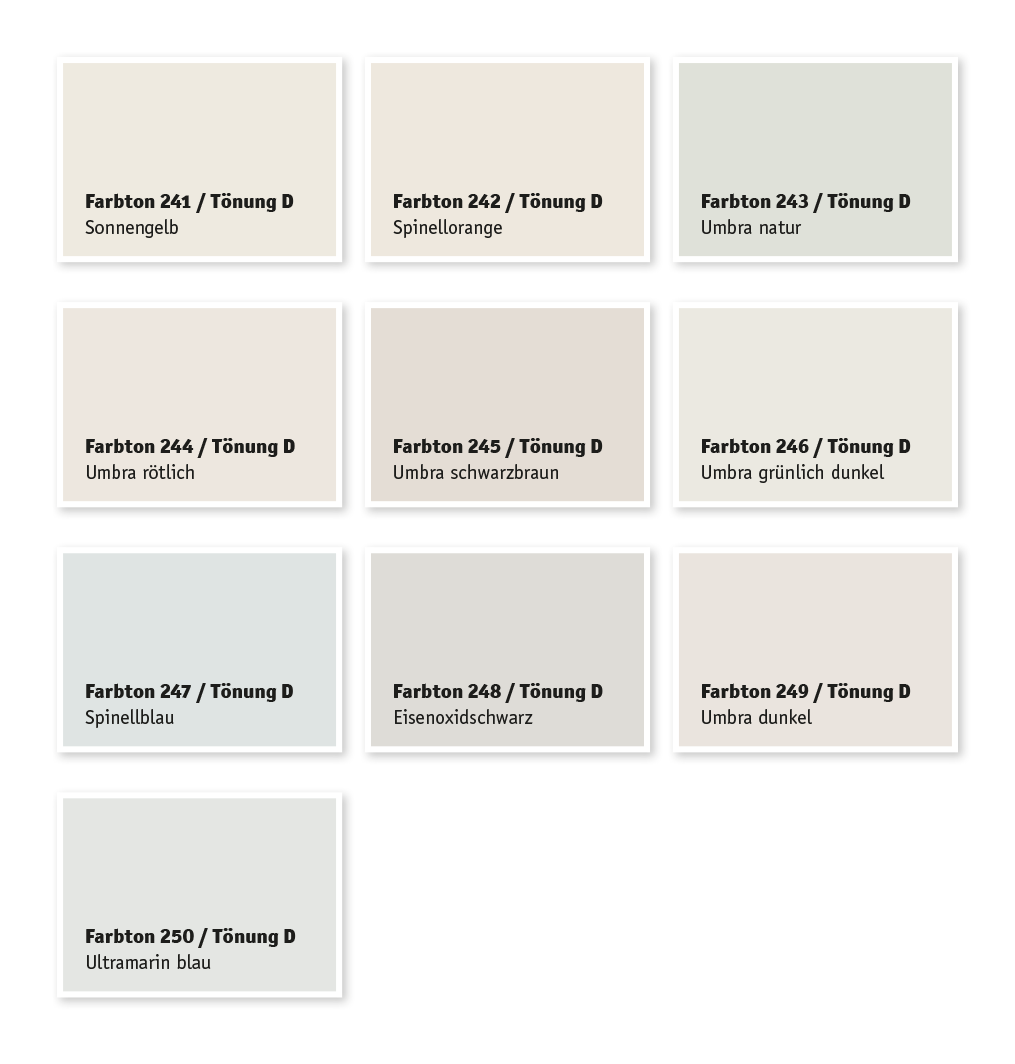 Farbton 241 / Tönung D
Sonnengelb
Farbton 242 / Tönung D
Spinellorange
Farbton 243 / Tönung D
Umbra natur
Farbton 244 / Tönung D
Umbra rötlich
Farbton 245 / Tönung D
Umbra schwarzbraun
Farbton 246 / Tönung D
Umbra grünlich dunkel
Farbton 247 / Tönung D
Spinellblau
Farbton 248 / Tönung D
Eisenoxidschwarz
Farbton 249 / Tönung D
Umbra dunkel
Farbton 250 / Tönung D
Ultramarin blau